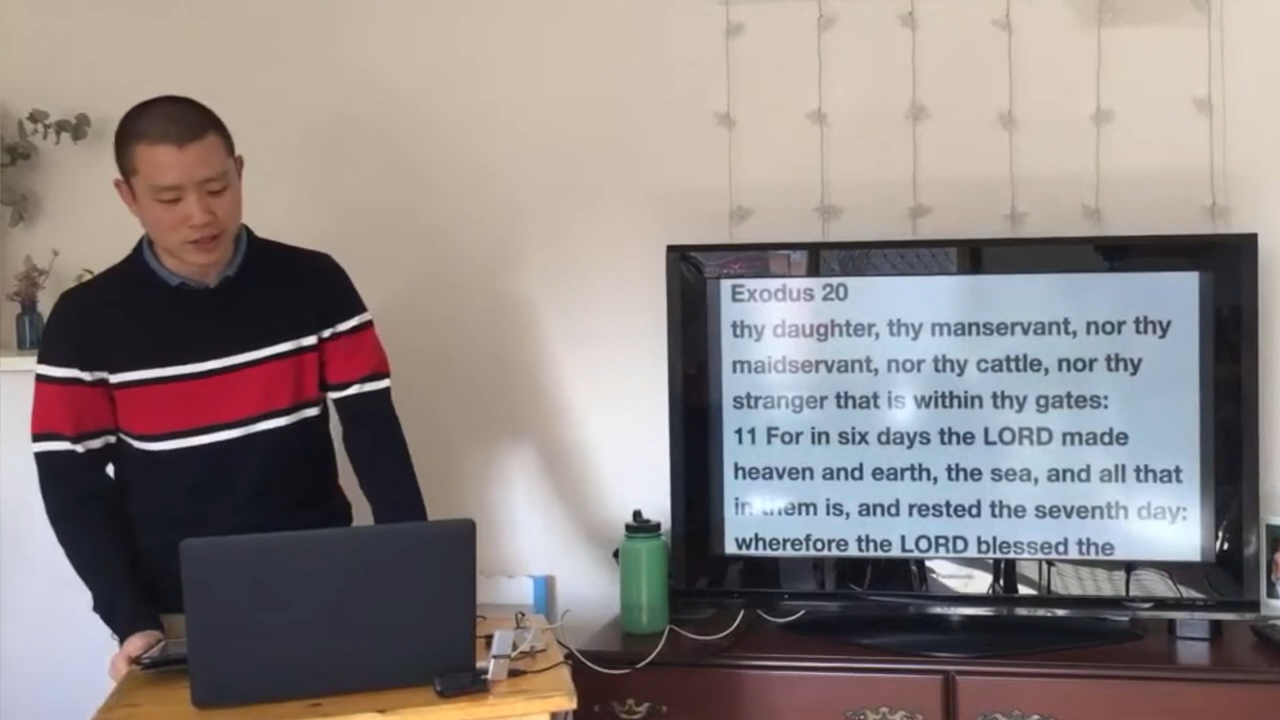 Exodus 20
thy daughter, thy manservant, nor thy
maidservant, nor thy cattle, nor thy
stranger that is within thy gates:
11 For in six days the LORD made
heaven and earth, the sea, and all that
in them is, and rested the seventh day:
wherefore the LORD blessed the